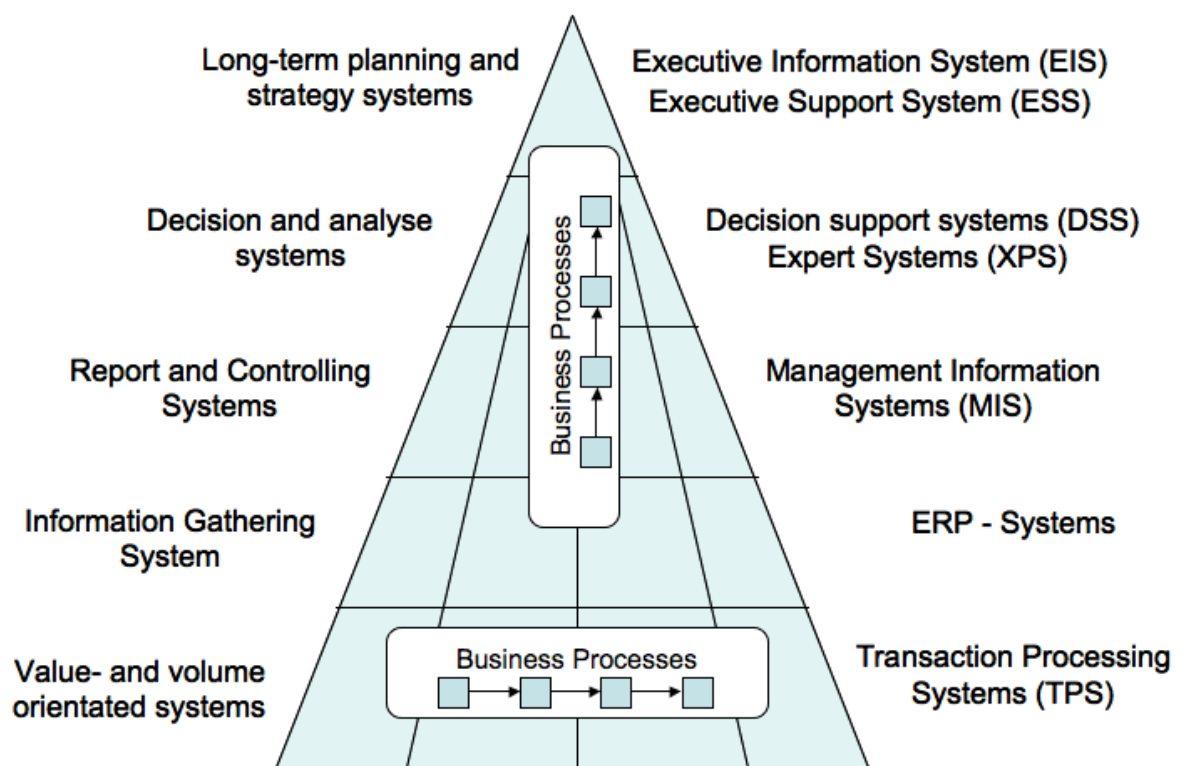 Long-term planning and
strategy systems
Executive Information System (EIS)
Executive Support System (ESS)
Decision and analyse
systems
Decision support systems (DSS)
Expert Systems (XPS)
Business Processes
Report and Controlling
Systems
Management Information
Systems (MIS)
Information Gathering
System
ERP - Systems
Value- and volume
orientated systems
Business Processes
Transaction Processing
Systems (TPS)